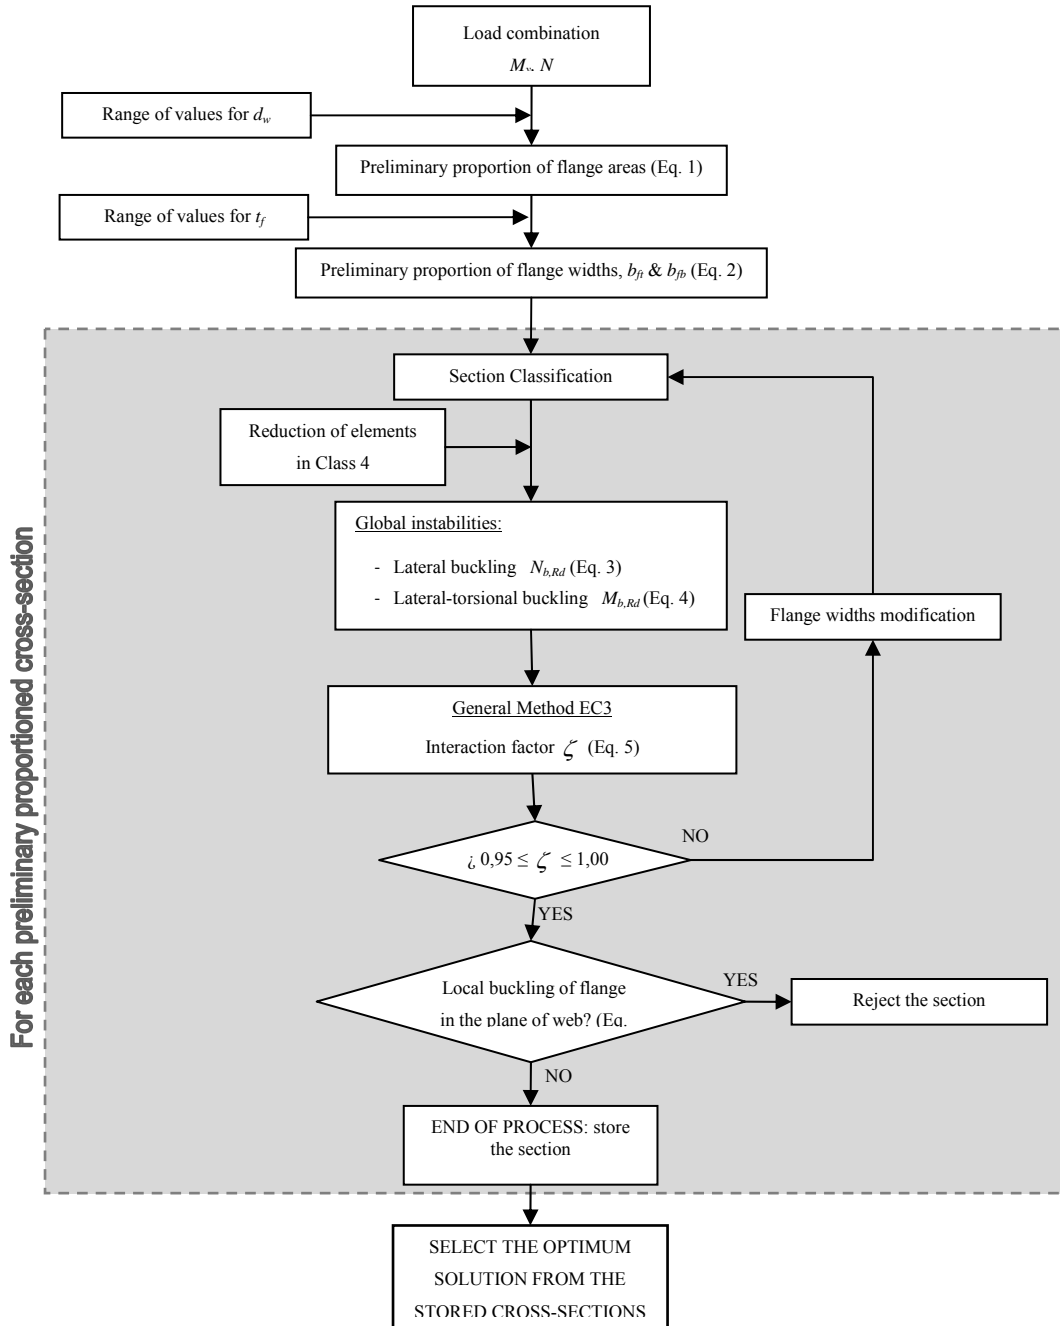 Load combination
M_y, N
Range of values for d_w
Preliminary proportion of flange areas (Eq. 1)
Range of values for t_f
Preliminary proportion of flange widths, b_ft & b_fb (Eq. 2)
For each preliminary proportioned cross-section
Section Classification
Reduction of elements
in Class 4
Global instabilities:
- Lateral buckling N_b,Rd (Eq. 3)
- Lateral-torsional buckling M_b,Rd (Eq. 4)
Flange widths modification
General Method EC3
Interaction factor ζ (Eq. 5)
NO
¿ 0,95 ≤ ζ ≤ 1,00
YES
Local buckling of flange
in the plane of web? (Eq.
YES
Reject the section
NO
END OF PROCESS: store
the section
SELECT THE OPTIMUM
SOLUTION FROM THE
STORED CROSS-SECTIONS